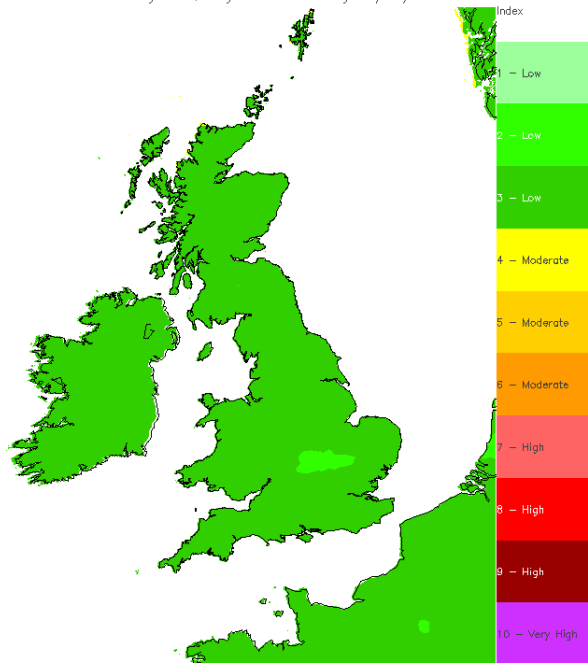 Index
1 - Low
2 - Low
3 - Low
4 - Moderate
5 - Moderate
6 - Moderate
7 - High
8 - High
9 - High
10 - Very High